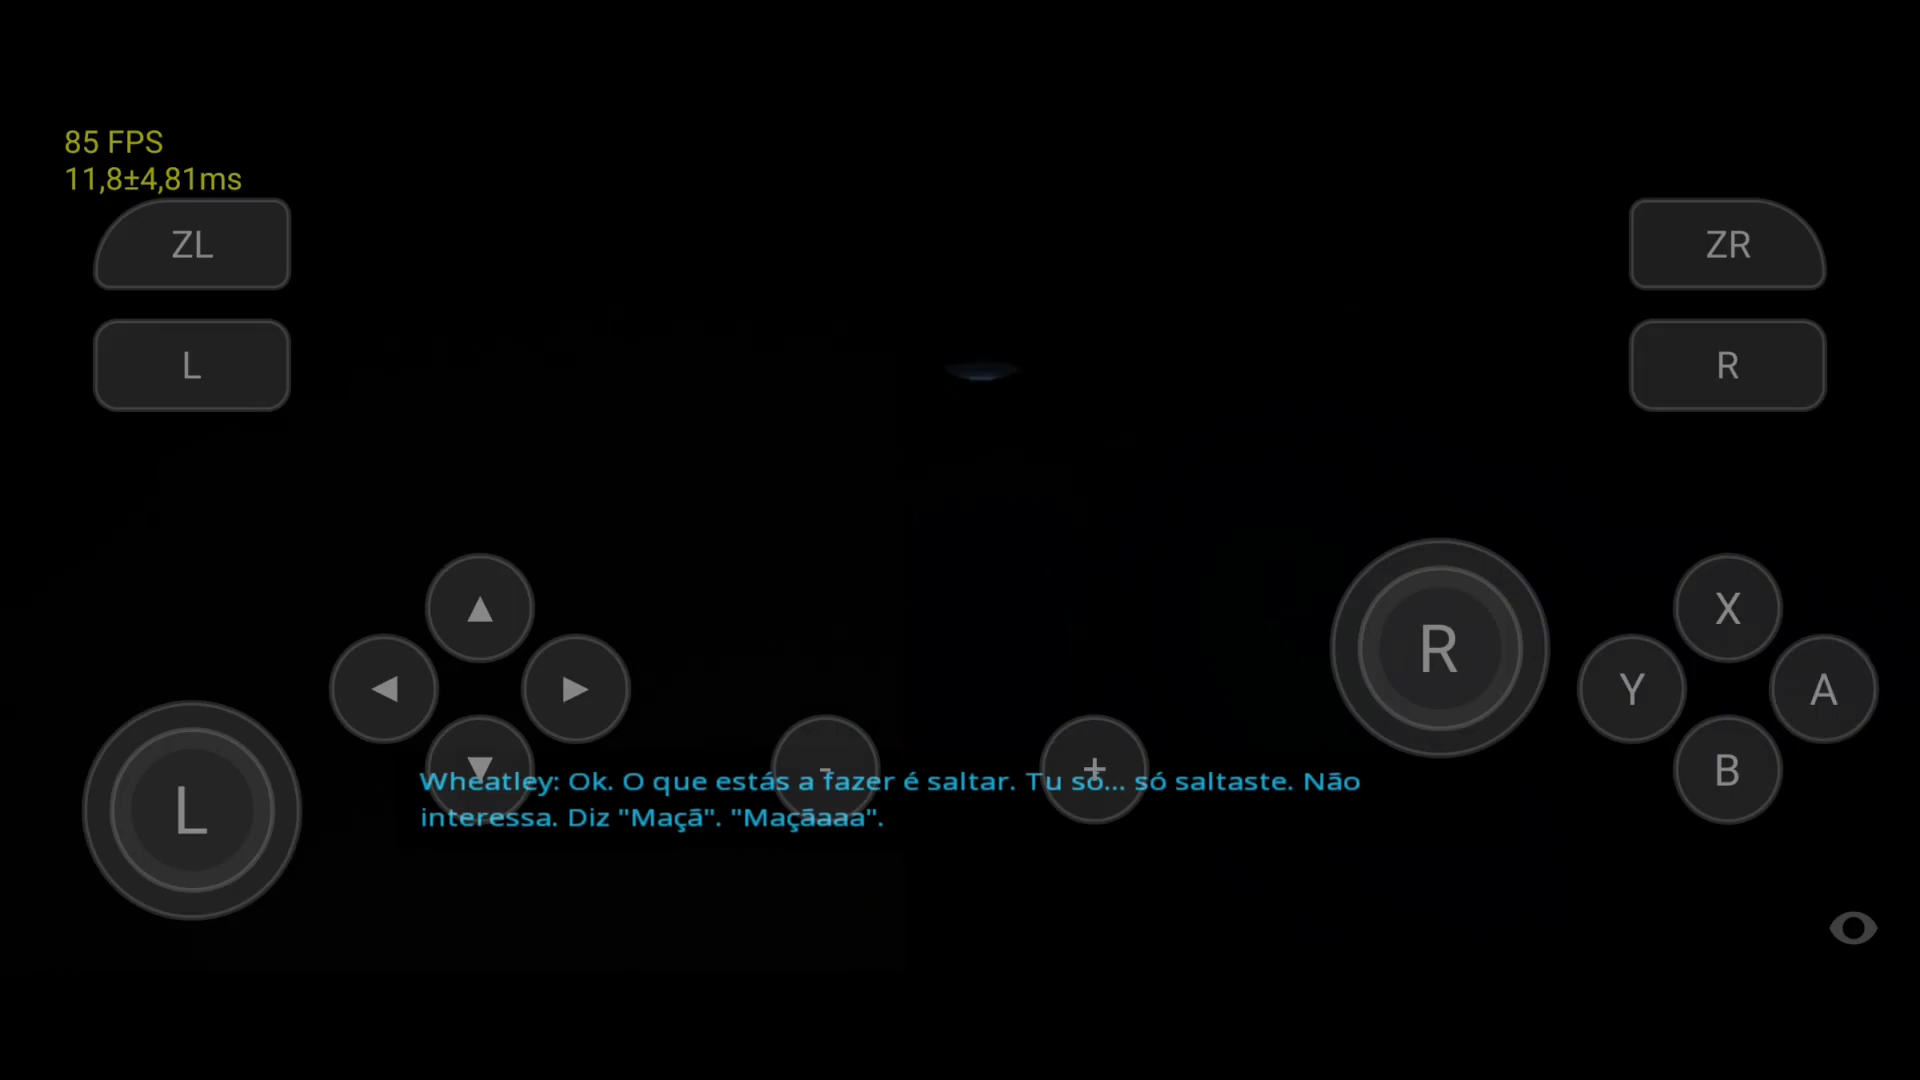 85 FPS
11,8±4,81ms
ZL
ZR
L
R
R
X
Y
A
L
-
+
B
Wheatley: Ok. O que estás a fazer é saltar. Tu só... só saltaste. Não
interessa. Diz "Maçã". "Maçãaaa".